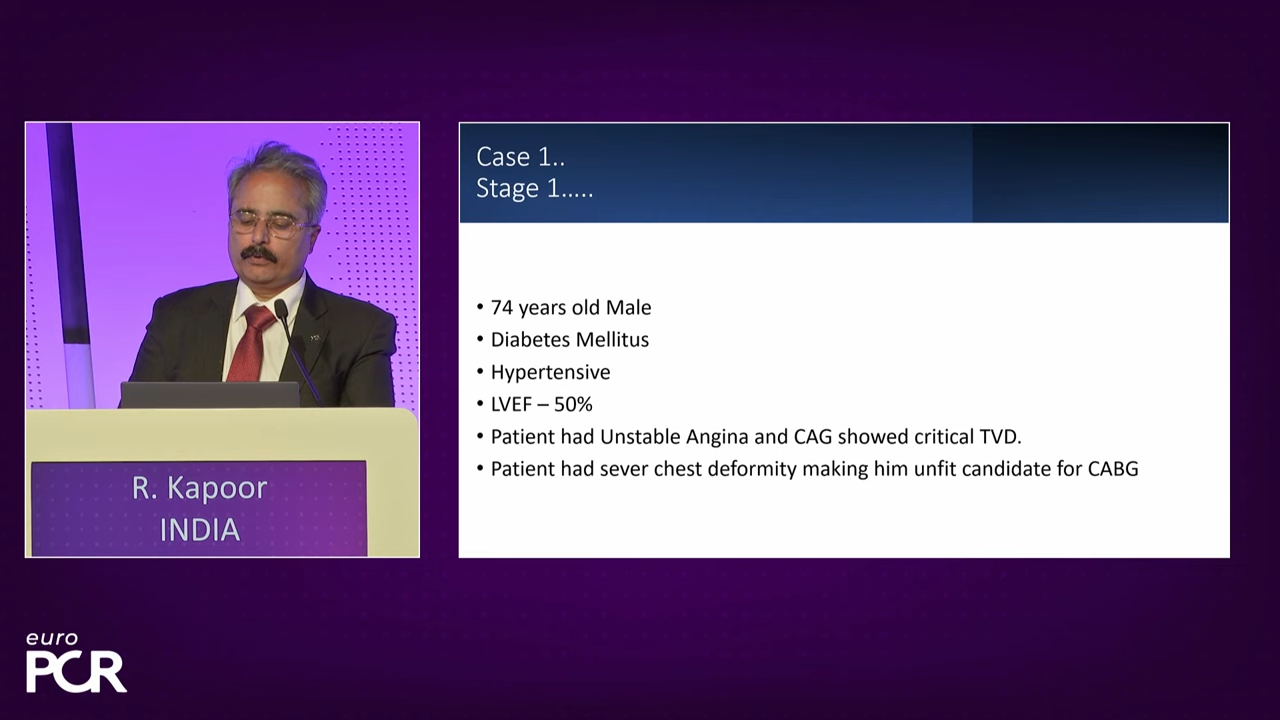 Case 1..
Stage 1.....
• 74 years old Male
• Diabetes Mellitus
• Hypertensive
• LVEF – 50%
• Patient had Unstable Angina and CAG showed critical TVD.
• Patient had sever chest deformity making him unfit candidate for CABG
R. Kapoor
INDIA
euro
PCR